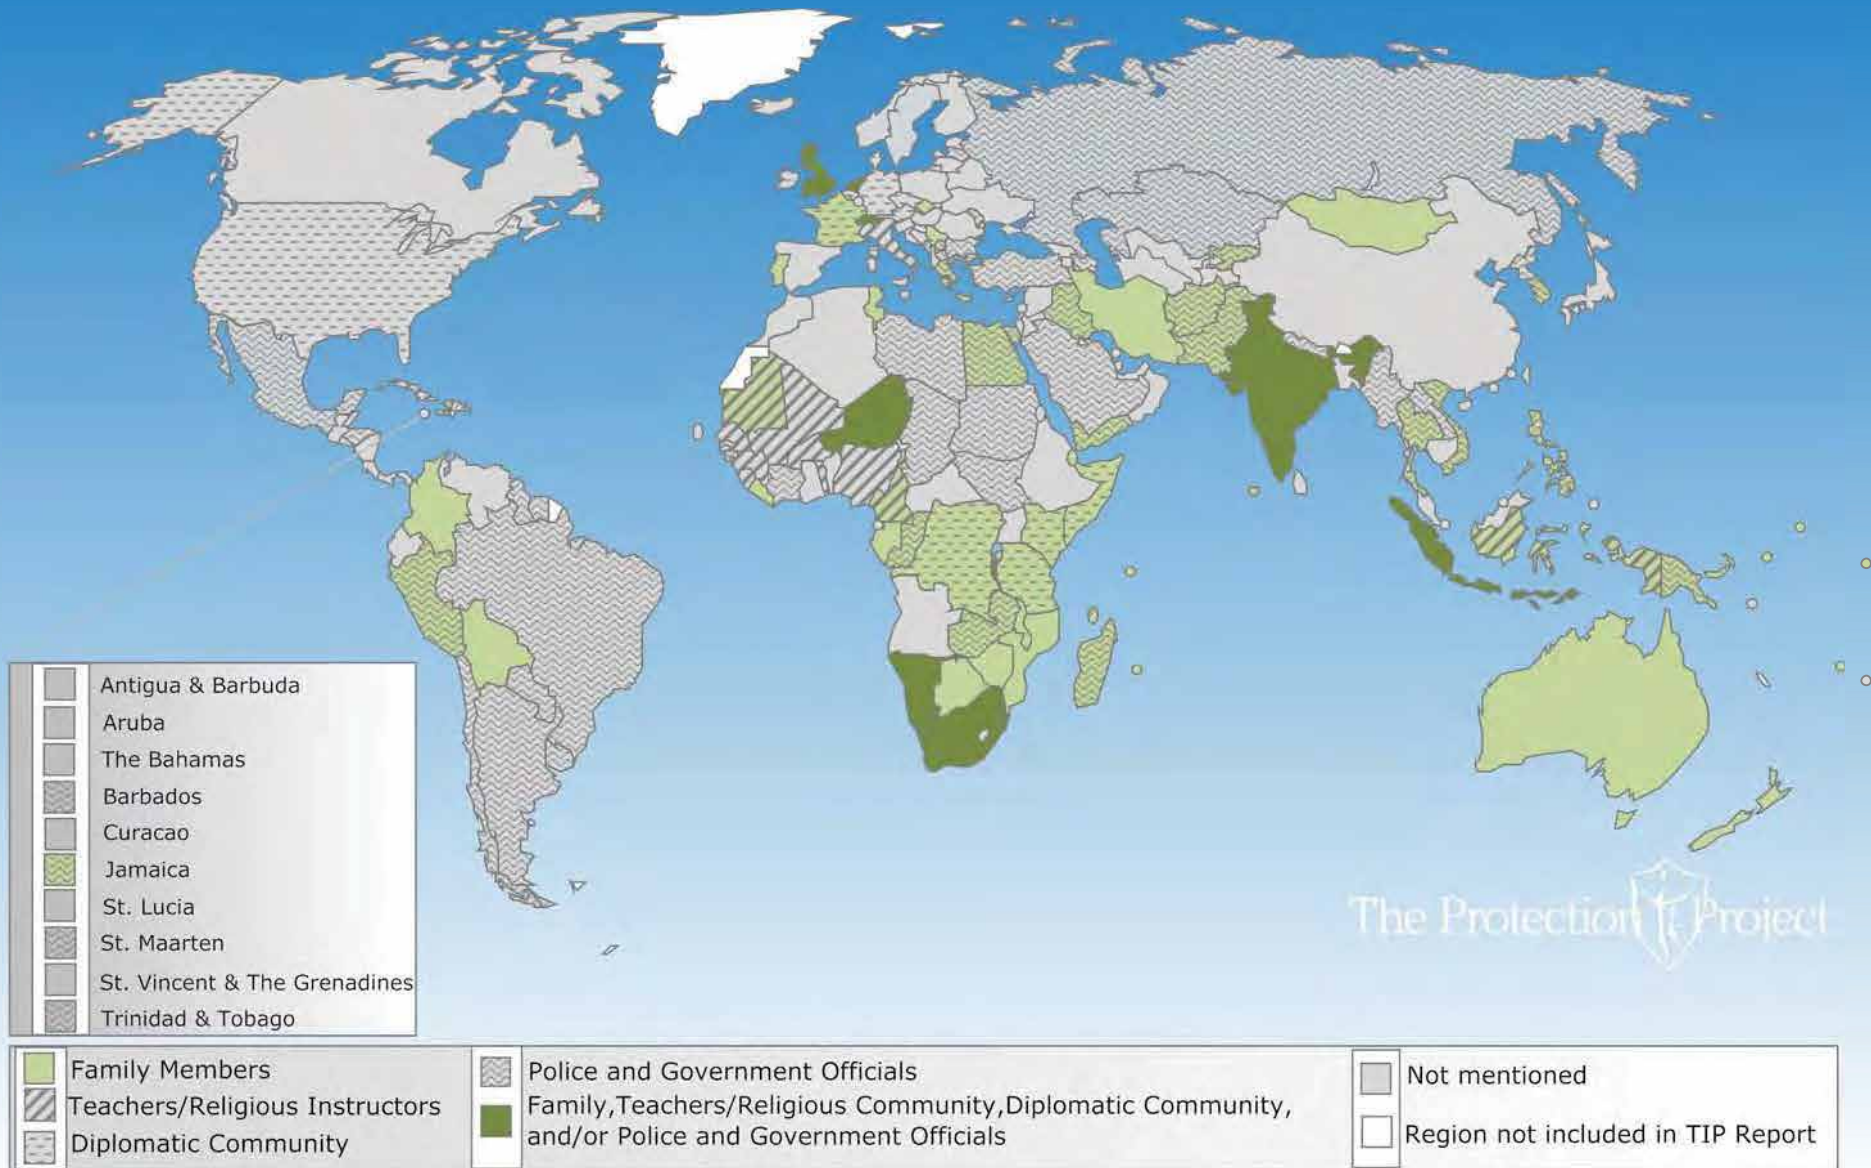 Antigua & Barbuda
Aruba
The Bahamas
Barbados
Curacao
Jamaica
St. Lucia
St. Maarten
St. Vincent & The Grenadines
Trinidad & Tobago
The Protection Project
Family Members
Teachers/Religious Instructors
Diplomatic Community
Police and Government Officials
Family,Teachers/Religious Community,Diplomatic Community,
and/or Police and Government Officials
Not mentioned
Region not included in TIP Report